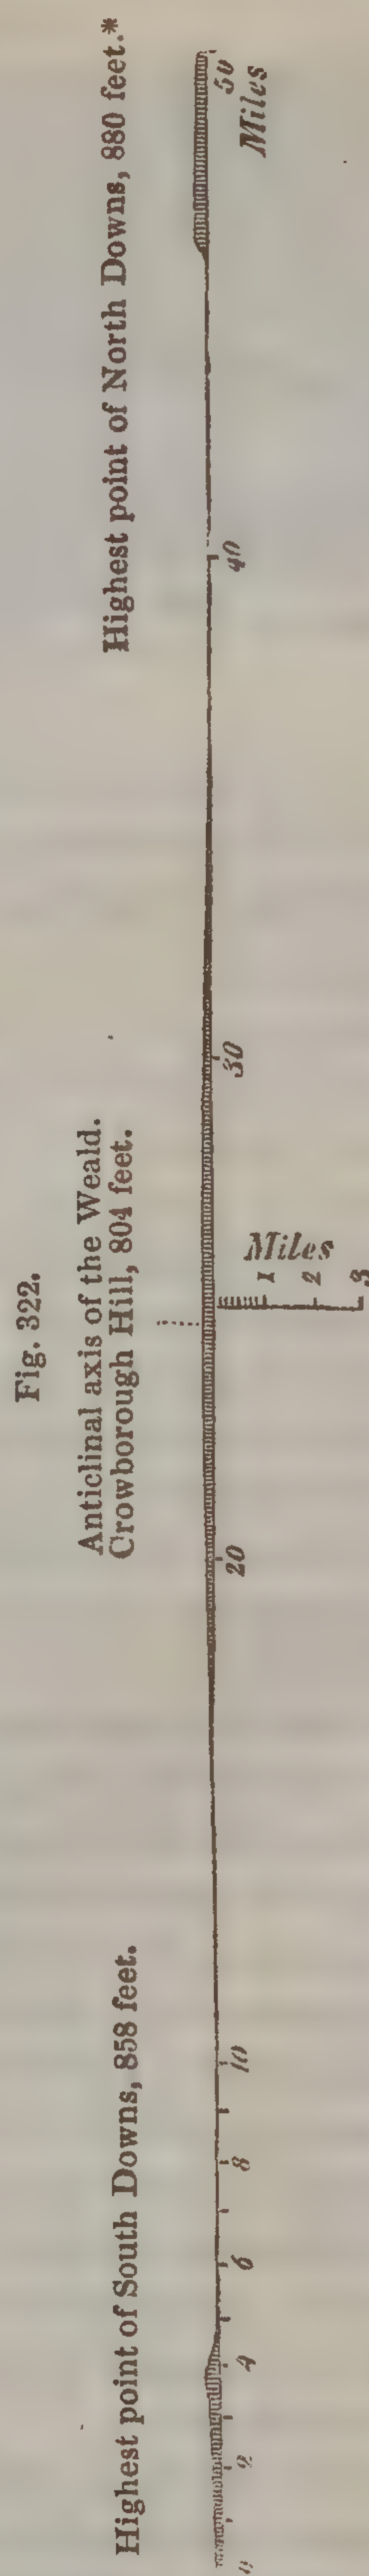 Fig. 322.
Highest point of South Downs, 858 feet.
Anticlinal axis of the Weald.
Crowborough Hill, 804 feet.
Highest point of North Downs, 880 feet.*
0 2 4 6 8 10 20 30 40 50
Miles
Miles
1 2 3